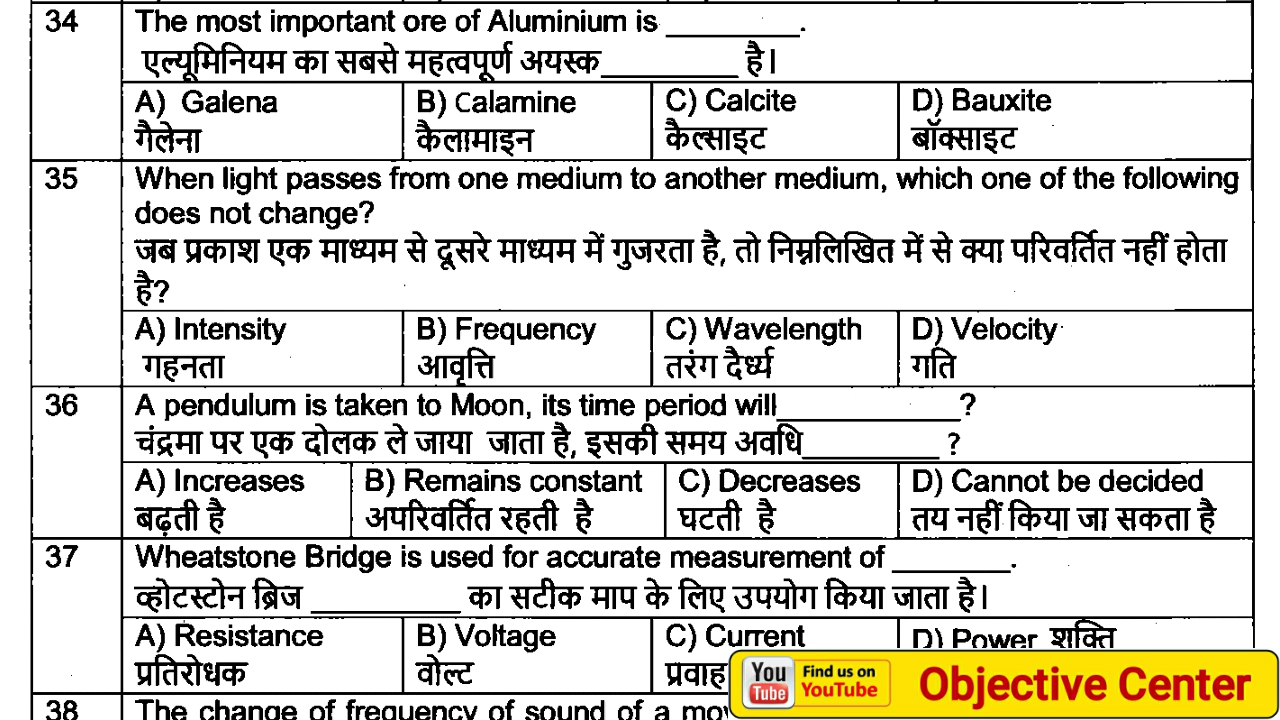 34 The most important ore of Aluminium is _________.
एल्यूमिनियम का सबसे महत्वपूर्ण अयस्क_________ है।
A) Galena B) Calamine C) Calcite D) Bauxite
गैलेना कैलामाइन कैल्साइट बॉक्साइट
35 When light passes from one medium to another medium, which one of the following
does not change?
जब प्रकाश एक माध्यम से दूसरे माध्यम में गुजरता है, तो निम्नलिखित में से क्या परिवर्तित नहीं होता
है?
A) Intensity B) Frequency C) Wavelength D) Velocity
गहनता आवृत्ति तरंग दैर्ध्य गति
36 A pendulum is taken to Moon, its time period will____________?
चंद्रमा पर एक दोलक ले जाया जाता है, इसकी समय अवधि_________ ?
A) Increases B) Remains constant C) Decreases D) Cannot be decided
बढ़ती है अपरिवर्तित रहती है घटती है तय नहीं किया जा सकता है
37 Wheatstone Bridge is used for accurate measurement of ________.
व्होटस्टोन ब्रिज __________ का सटीक माप के लिए उपयोग किया जाता है।
A) Resistance B) Voltage C) Current D) Power शक्ति
प्रतिरोधक वोल्ट प्रवाह
You Tube Find us on YouTube Objective Center
38 The change of frequency of sound of a